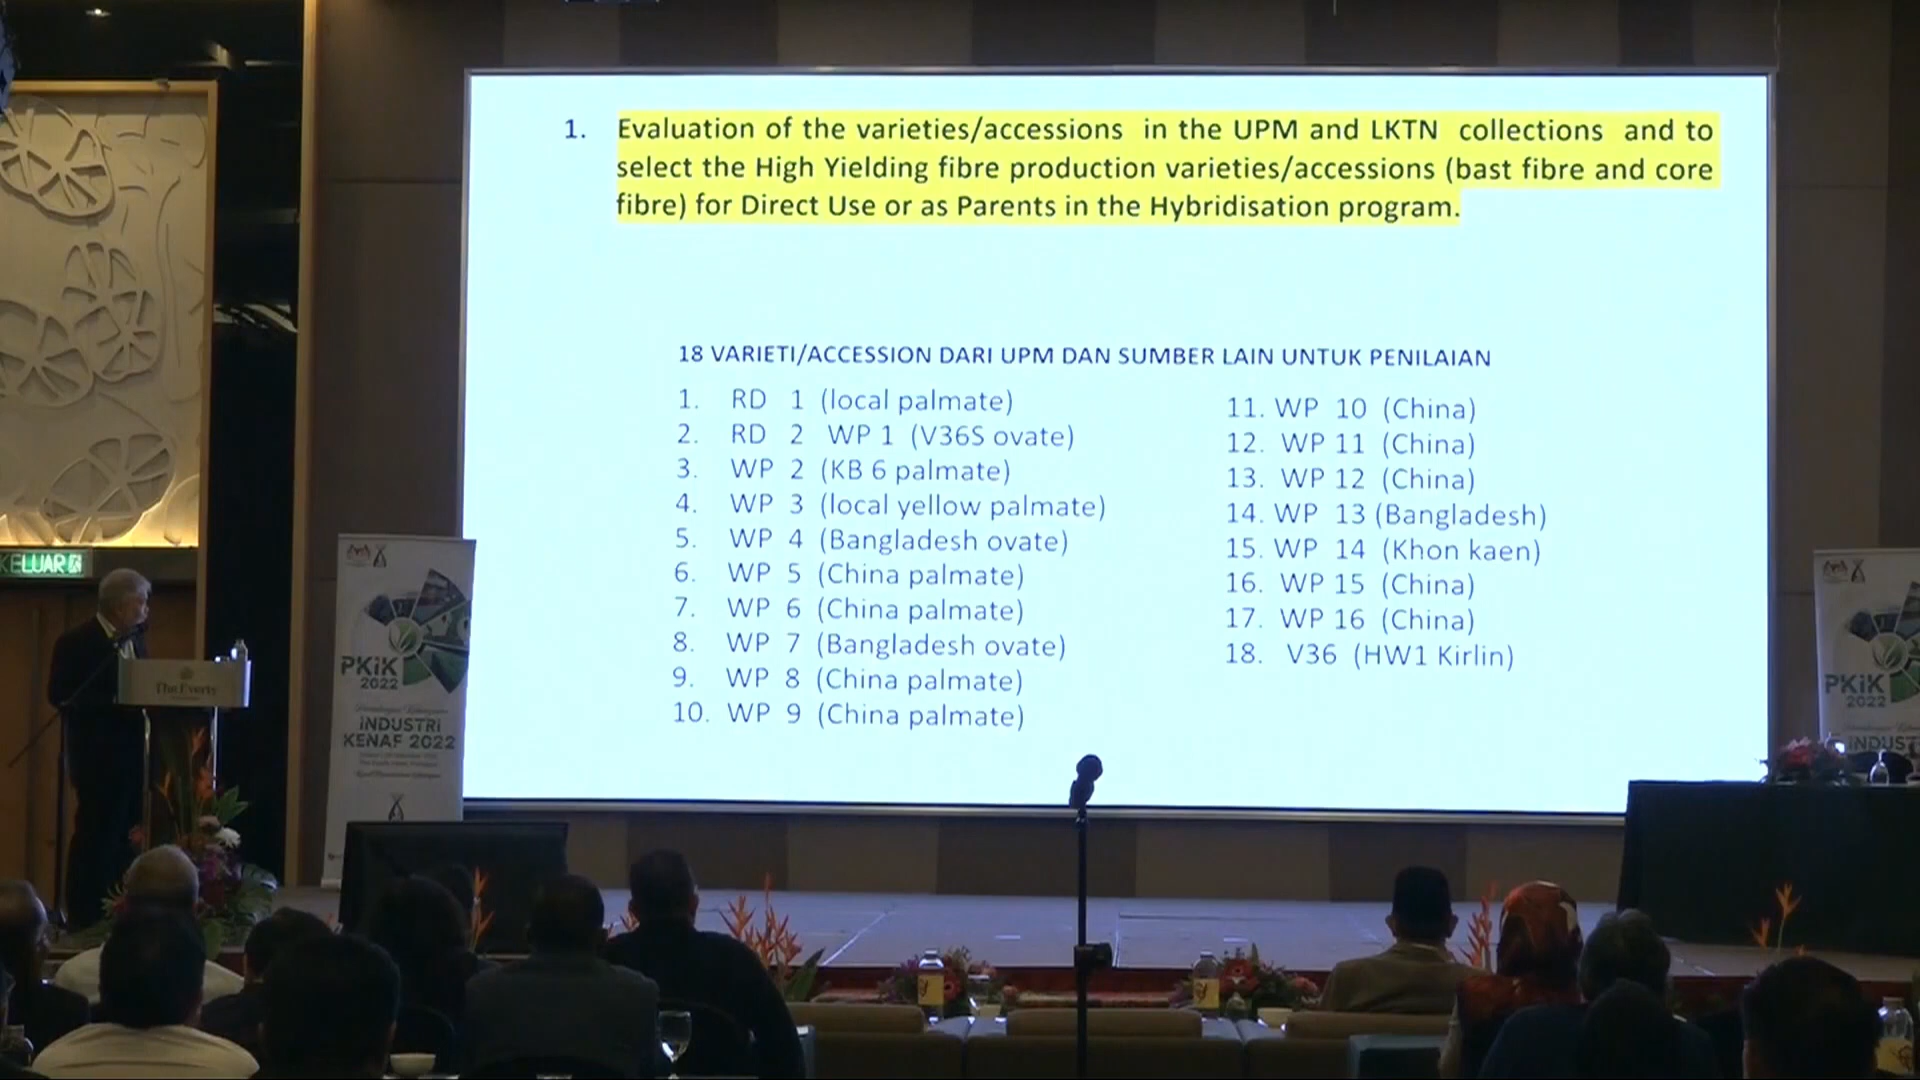 1. Evaluation of the varieties/accessions in the UPM and LKTN collections and to
select the High Yielding fibre production varieties/accessions (bast fibre and core
fibre) for Direct Use or as Parents in the Hybridisation program.
18 VARIETI/ACCESSION DARI UPM DAN SUMBER LAIN UNTUK PENILAIAN
1. RD 1 (local palmate)
2. RD 2 WP 1 (V36S ovate)
3. WP 2 (KB 6 palmate)
4. WP 3 (local yellow palmate)
5. WP 4 (Bangladesh ovate)
6. WP 5 (China palmate)
7. WP 6 (China palmate)
8. WP 7 (Bangladesh ovate)
9. WP 8 (China palmate)
10. WP 9 (China palmate)
11. WP 10 (China)
12. WP 11 (China)
13. WP 12 (China)
14. WP 13 (Bangladesh)
15. WP 14 (Khon kaen)
16. WP 15 (China)
17. WP 16 (China)
18. V36 (HW1 Kirlin)
KELUAR
The Everly
PKiK
2022
iNDUSTRi
KENAF 2022
PKiK
2022
iNDUST